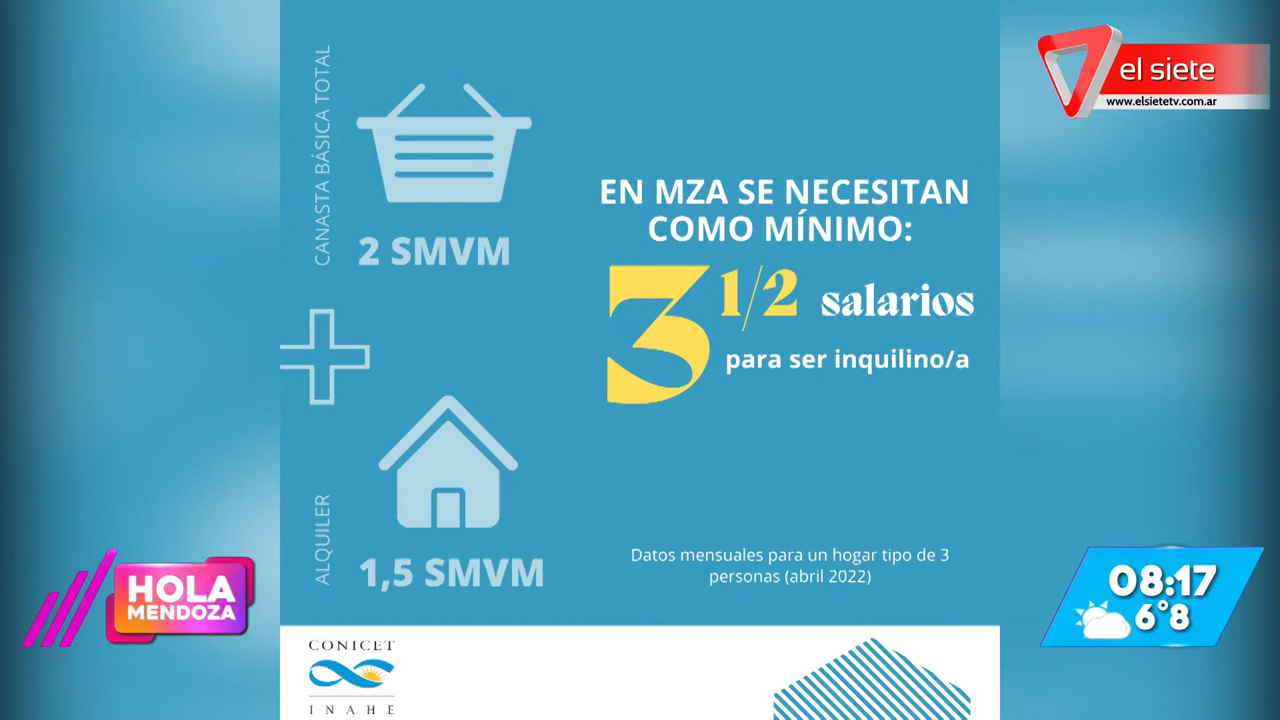 el siete
www.elsietetv.com.ar
CANASTA BÁSICA TOTAL
2 SMVM
ALQUILER
1,5 SMVM
EN MZA SE NECESITAN
COMO MÍNIMO:
3 1/2 salarios
para ser inquilino/a
Datos mensuales para un hogar tipo de 3
personas (abril 2022)
HOLA
MENDOZA
08:17
6°8
CONICET
INAHE